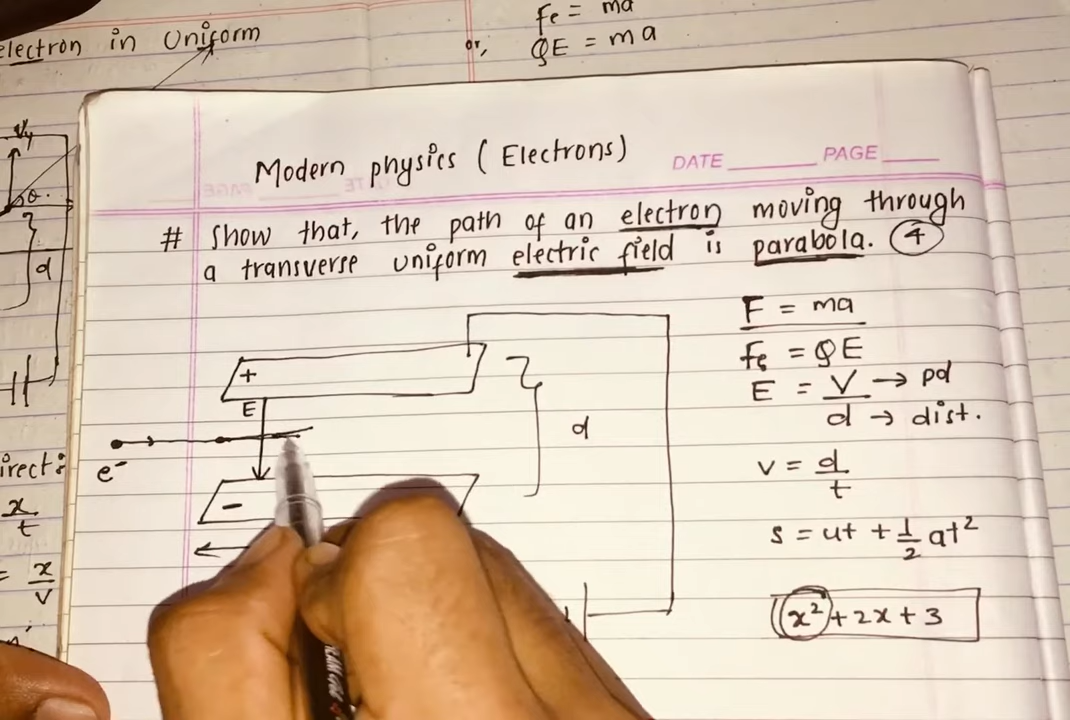 electron in Uniform
Fe = ma
or, QE = ma
Vy
θ
d
Modern physics ( Electrons)
DATE PAGE
# Show that, the path of an electron moving through
a transverse uniform electric field is parabola. 4
+
E
e⁻
-
d
F = ma
fe = QE
E = V/d → pd
→ dist.
v = d/t
s = ut + 1/2 at²
x² + 2x + 3
x/t
= x/v